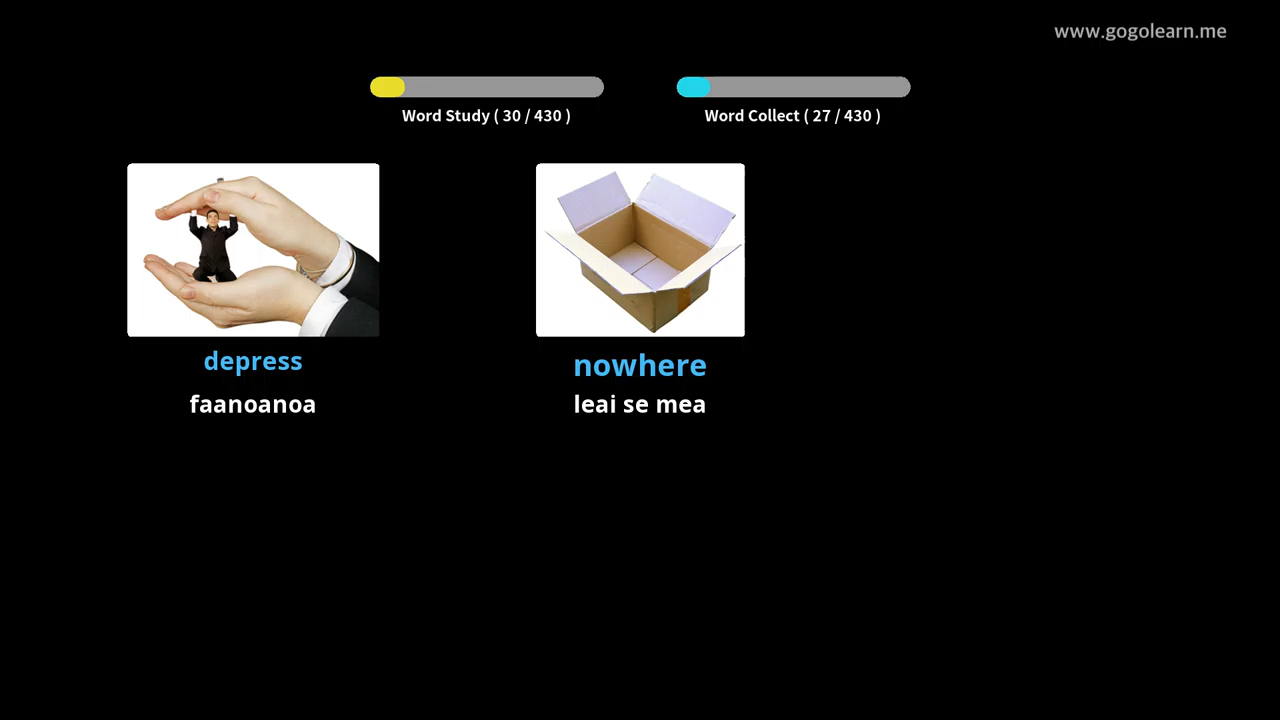 www.gogolearn.me
Word Study ( 30 / 430 )
Word Collect ( 27 / 430 )
depress
faanoanoa
nowhere
leai se mea